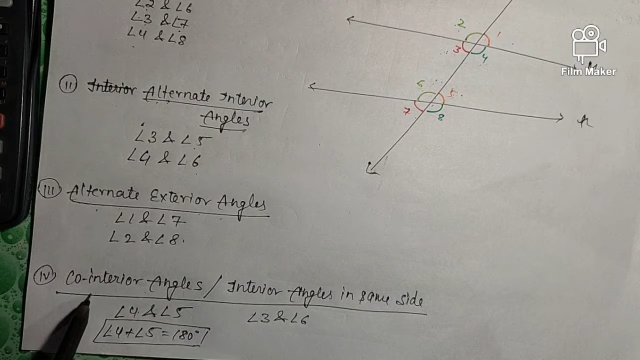 ∠2 & ∠6
∠3 & ∠7
∠4 & ∠8
(ii) Interior Alternate Interior
Angles
∠3 & ∠5
∠4 & ∠6
(iii) Alternate Exterior Angles
∠1 & ∠7
∠2 & ∠8.
(iv) Co-interior Angles / Interior Angles in same side
∠4 & ∠5 ∠3 & ∠6
∠4+∠5=180°
2 1
3 4
6 5
7 8
Film Maker